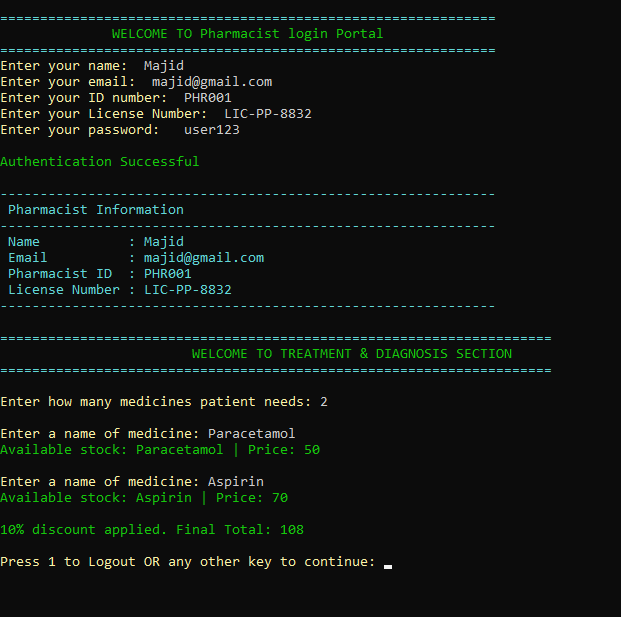 ==============================================================
WELCOME TO Pharmacist login Portal
==============================================================
Enter your name:  Majid
Enter your email:  majid@gmail.com
Enter your ID number:  PHR001
Enter your License Number:  LIC-PP-8832
Enter your password:   user123
Authentication Successful
--------------------------------------------------------------
Pharmacist Information
--------------------------------------------------------------
Name           : Majid
Email          : majid@gmail.com
Pharmacist ID  : PHR001
License Number : LIC-PP-8832
--------------------------------------------------------------
=====================================================================
WELCOME TO TREATMENT & DIAGNOSIS SECTION
=====================================================================
Enter how many medicines patient needs: 2
Enter a name of medicine: Paracetamol
Available stock: Paracetamol | Price: 50
Enter a name of medicine: Aspirin
Available stock: Aspirin | Price: 70
10% discount applied. Final Total: 108
Press 1 to Logout OR any other key to continue: